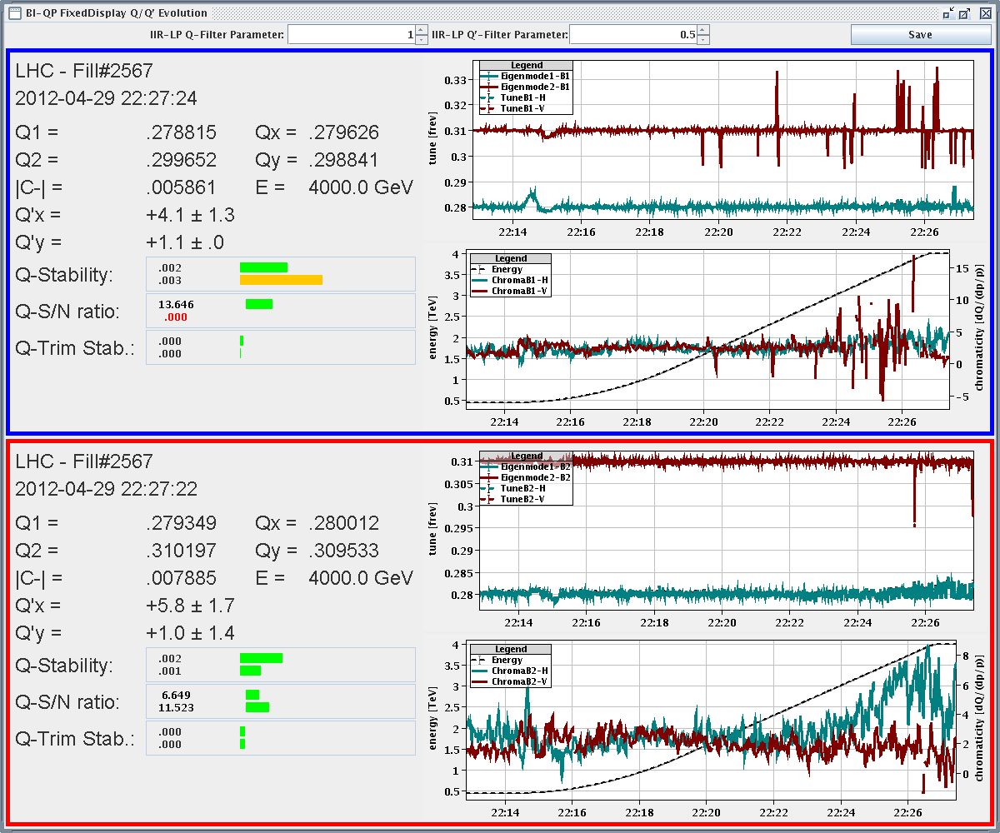 BI-QP FixedDisplay Q/Q' Evolution
IIR-LP Q-Filter Parameter: 1 IIR-LP Q'-Filter Parameter: 0.5 Save
LHC - Fill#2567
2012-04-29 22:27:24
Q1 = .278815 Qx = .279626
Q2 = .299652 Qy = .298841
|C-| = .005861 E = 4000.0 GeV
Q'x = +4.1 ± 1.3
Q'y = +1.1 ± .0
Q-Stability: .002
.003
Q-S/N ratio: 13.646
.000
Q-Trim Stab.: .000
.000
Legend
Eigenmode1-B1
Eigenmode2-B1
TuneB1-H
TuneB1-V
tune [frev]
0.33
0.32
0.31
0.3
0.29
0.28
22:14 22:16 22:18 22:20 22:22 22:24 22:26
Legend
Energy
ChromaB1-H
ChromaB1-V
energy [TeV]
4
3.5
3
2.5
2
1.5
1
0.5
15
10
5
0
-5
chromaticity [dQ/(dp/p)]
22:14 22:16 22:18 22:20 22:22 22:24 22:26
LHC - Fill#2567
2012-04-29 22:27:22
Q1 = .279349 Qx = .280012
Q2 = .310197 Qy = .309533
|C-| = .007885 E = 4000.0 GeV
Q'x = +5.8 ± 1.7
Q'y = +1.0 ± 1.4
Q-Stability: .002
.001
Q-S/N ratio: 6.649
11.523
Q-Trim Stab.: .000
.000
Legend
Eigenmode1-B2
Eigenmode2-B2
TuneB2-H
TuneB2-V
tune [frev]
0.31
0.305
0.3
0.295
0.29
0.285
0.28
22:14 22:16 22:18 22:20 22:22 22:24 22:26
Legend
Energy
ChromaB2-H
ChromaB2-V
energy [TeV]
4
3.5
3
2.5
2
1.5
1
0.5
8
6
4
2
0
chromaticity [dQ/(dp/p)]
22:14 22:16 22:18 22:20 22:22 22:24 22:26